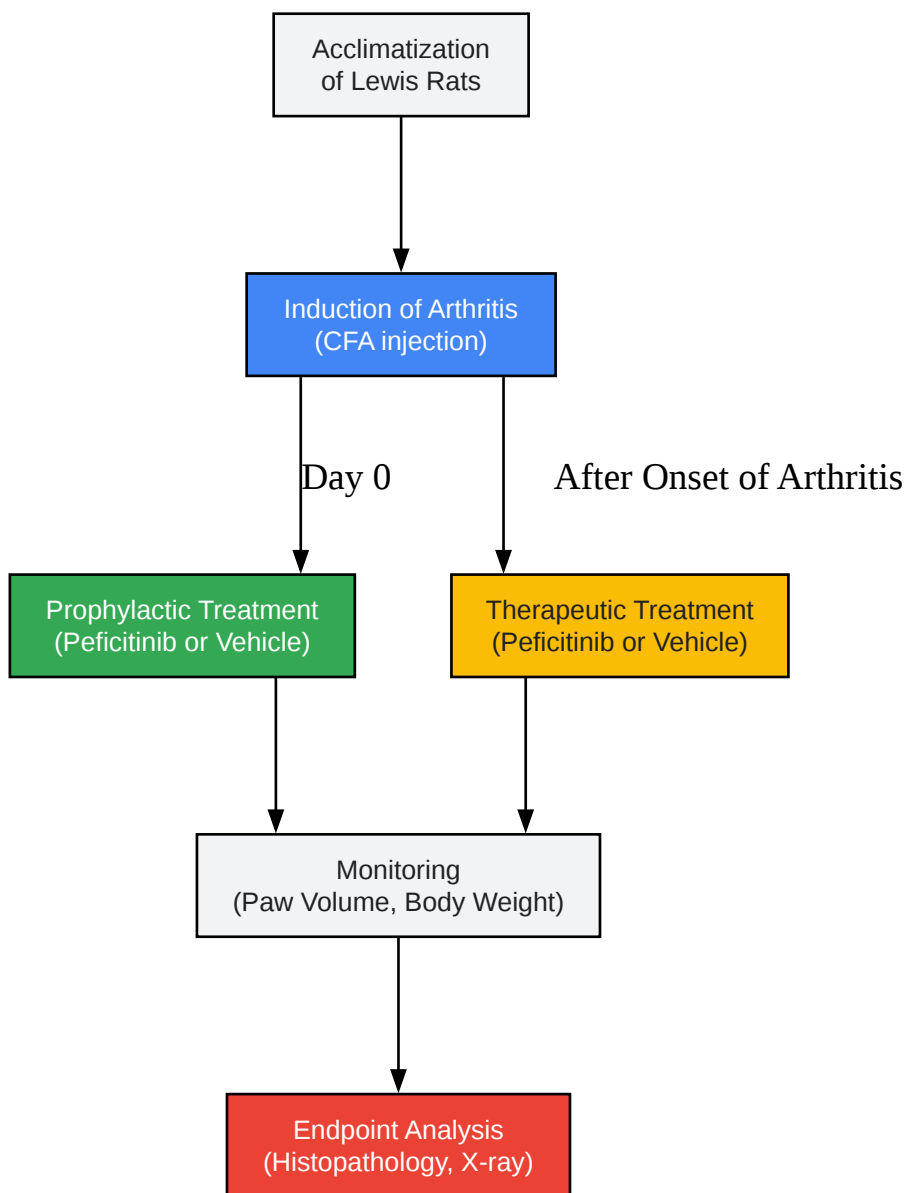 Acclimatization
of Lewis Rats
Induction of Arthritis
(CFA injection)
Day 0
After Onset of Arthritis
Prophylactic Treatment
(Peficitinib or Vehicle)
Therapeutic Treatment
(Peficitinib or Vehicle)
Monitoring
(Paw Volume, Body Weight)
Endpoint Analysis
(Histopathology, X-ray)